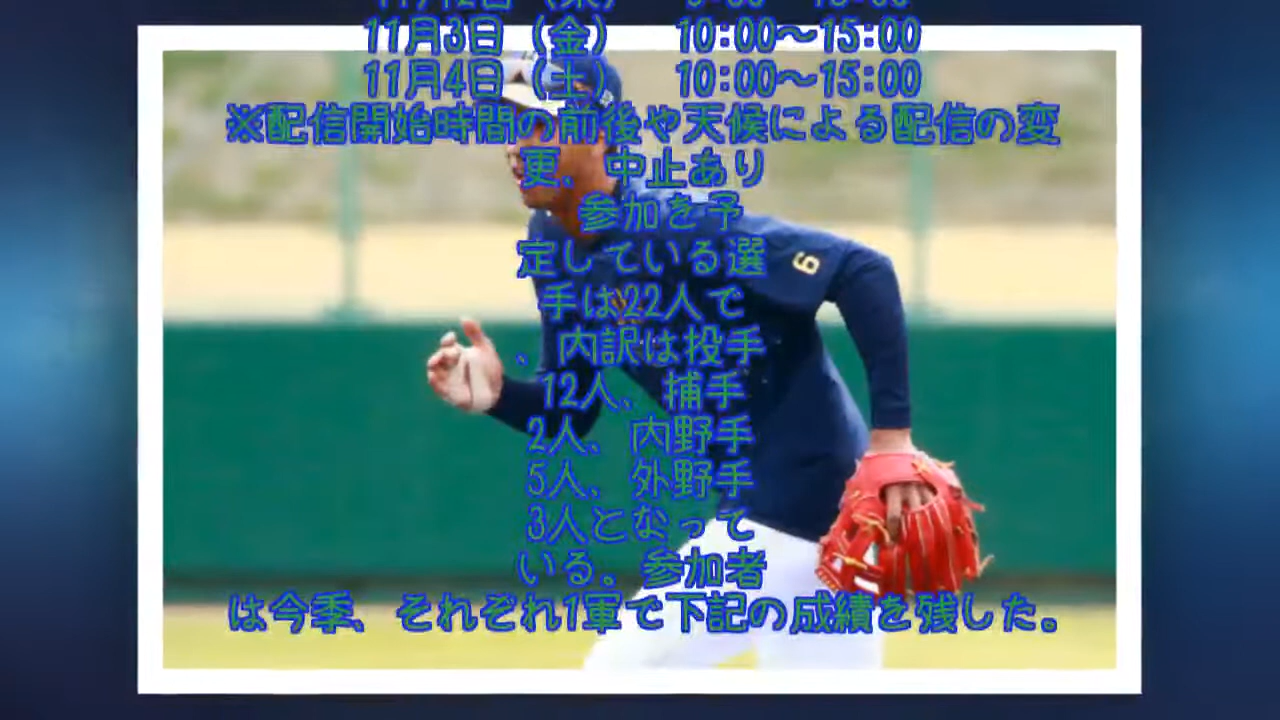 11月3日（金） 10:00〜15:00
11月4日（土） 10:00〜15:00
※配信開始時間の前後や天候による配信の変
更、中止あり
参加を予
定している選
手は22人で
、内訳は投手
12人、捕手
2人、内野手
5人、外野手
3人となって
いる。参加者
は今季、それぞれ1軍で下記の成績を残した。
6